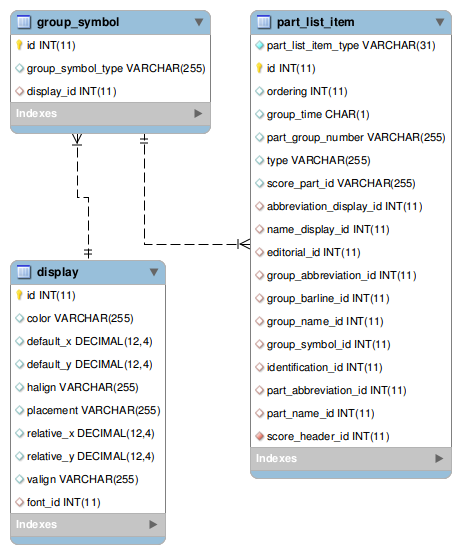 group_symbol
id INT(11)
group_symbol_type VARCHAR(255)
display_id INT(11)
Indexes
display
id INT(11)
color VARCHAR(255)
default_x DECIMAL(12,4)
default_y DECIMAL(12,4)
halign VARCHAR(255)
placement VARCHAR(255)
relative_x DECIMAL(12,4)
relative_y DECIMAL(12,4)
valign VARCHAR(255)
font_id INT(11)
Indexes
part_list_item
part_list_item_type VARCHAR(31)
id INT(11)
ordering INT(11)
group_time CHAR(1)
part_group_number VARCHAR(255)
type VARCHAR(255)
score_part_id VARCHAR(255)
abbreviation_display_id INT(11)
name_display_id INT(11)
editorial_id INT(11)
group_abbreviation_id INT(11)
group_barline_id INT(11)
group_name_id INT(11)
group_symbol_id INT(11)
identification_id INT(11)
part_abbreviation_id INT(11)
part_name_id INT(11)
score_header_id INT(11)
Indexes